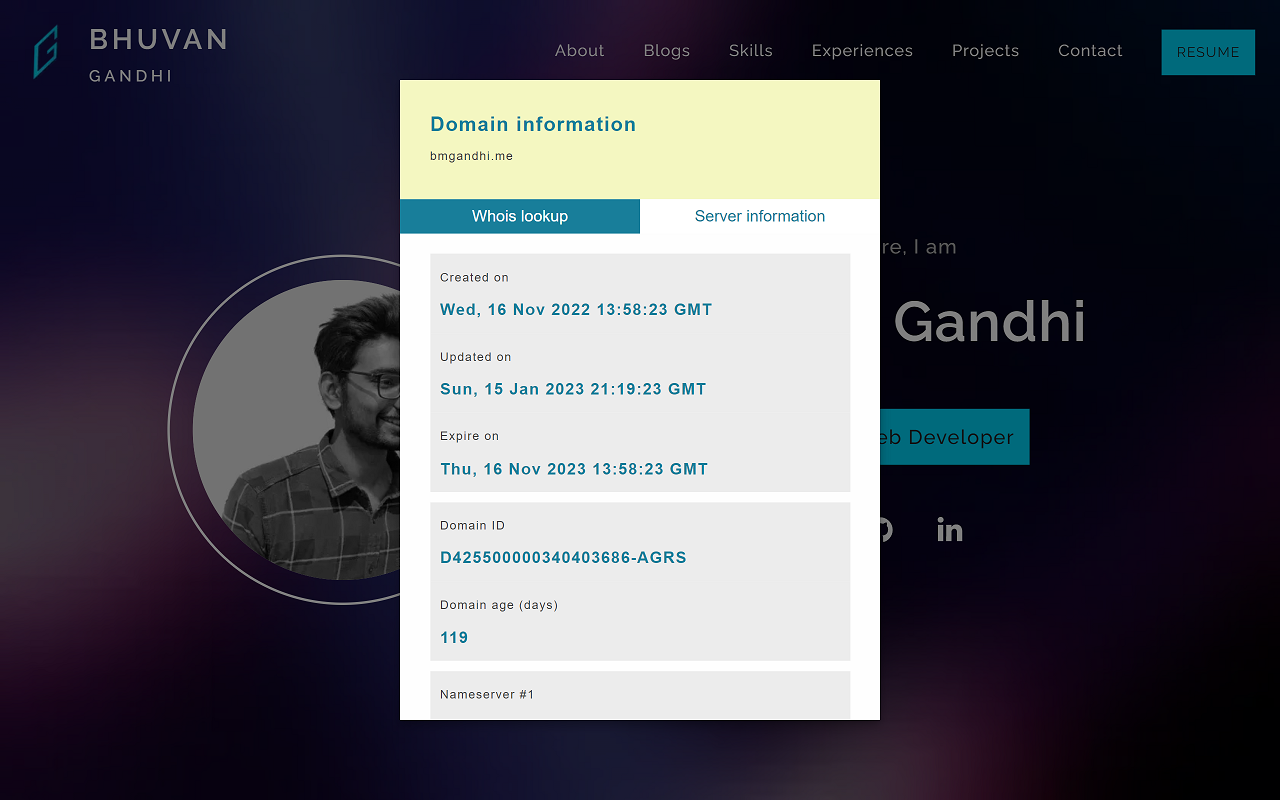 BHUVAN
GANDHI
About Blogs Skills Experiences Projects Contact RESUME
Domain information
bmgandhi.me
Whois lookup Server information
re, I am
Gandhi
eb Developer
in
Created on
Wed, 16 Nov 2022 13:58:23 GMT
Updated on
Sun, 15 Jan 2023 21:19:23 GMT
Expire on
Thu, 16 Nov 2023 13:58:23 GMT
Domain ID
D425500000340403686-AGRS
Domain age (days)
119
Nameserver #1